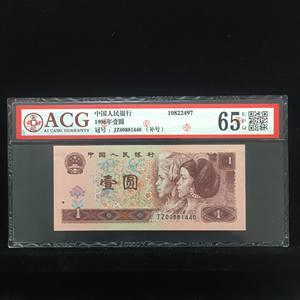 ACG
AI CANG GUARANTY
中国人民银行
1996年壹圆
冠号：JZ00881440 （补号）
10822497
65 E
中国人民银行
1
壹圆
JZ00881440
1